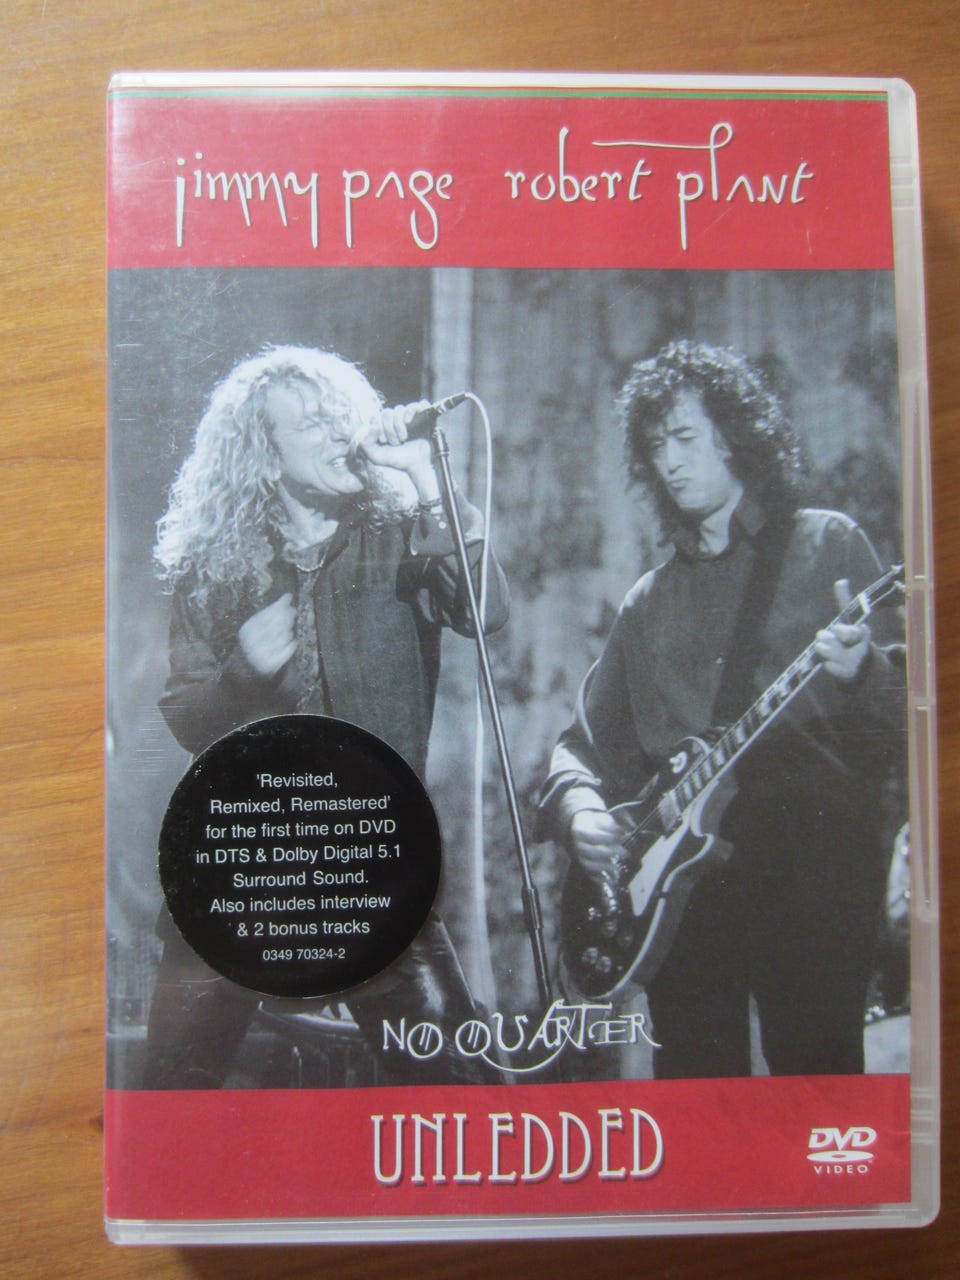 jimmy page robert plant
'Revisited,
Remixed, Remastered'
for the first time on DVD
in DTS & Dolby Digital 5.1
Surround Sound.
Also includes interview
& 2 bonus tracks
0349 70324-2
NO QUARTER
UNLEDDED
DVD
VIDEO